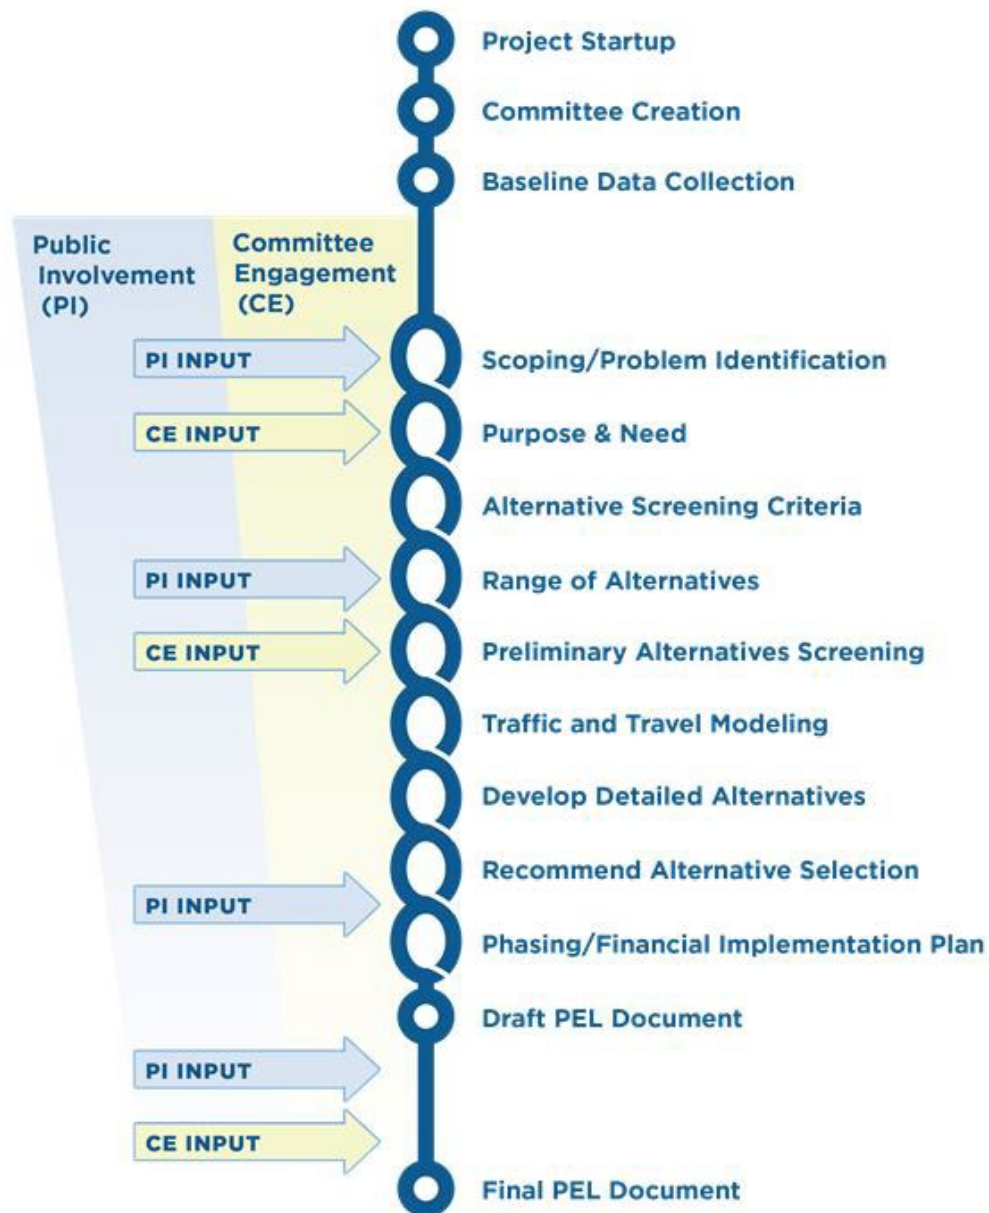 Project Startup
Committee Creation
Baseline Data Collection
Public
Involvement
(PI)
Committee
Engagement
(CE)
PI INPUT
Scoping/Problem Identification
CE INPUT
Purpose & Need
Alternative Screening Criteria
PI INPUT
Range of Alternatives
CE INPUT
Preliminary Alternatives Screening
Traffic and Travel Modeling
Develop Detailed Alternatives
Recommend Alternative Selection
PI INPUT
Phasing/Financial Implementation Plan
Draft PEL Document
PI INPUT
CE INPUT
Final PEL Document